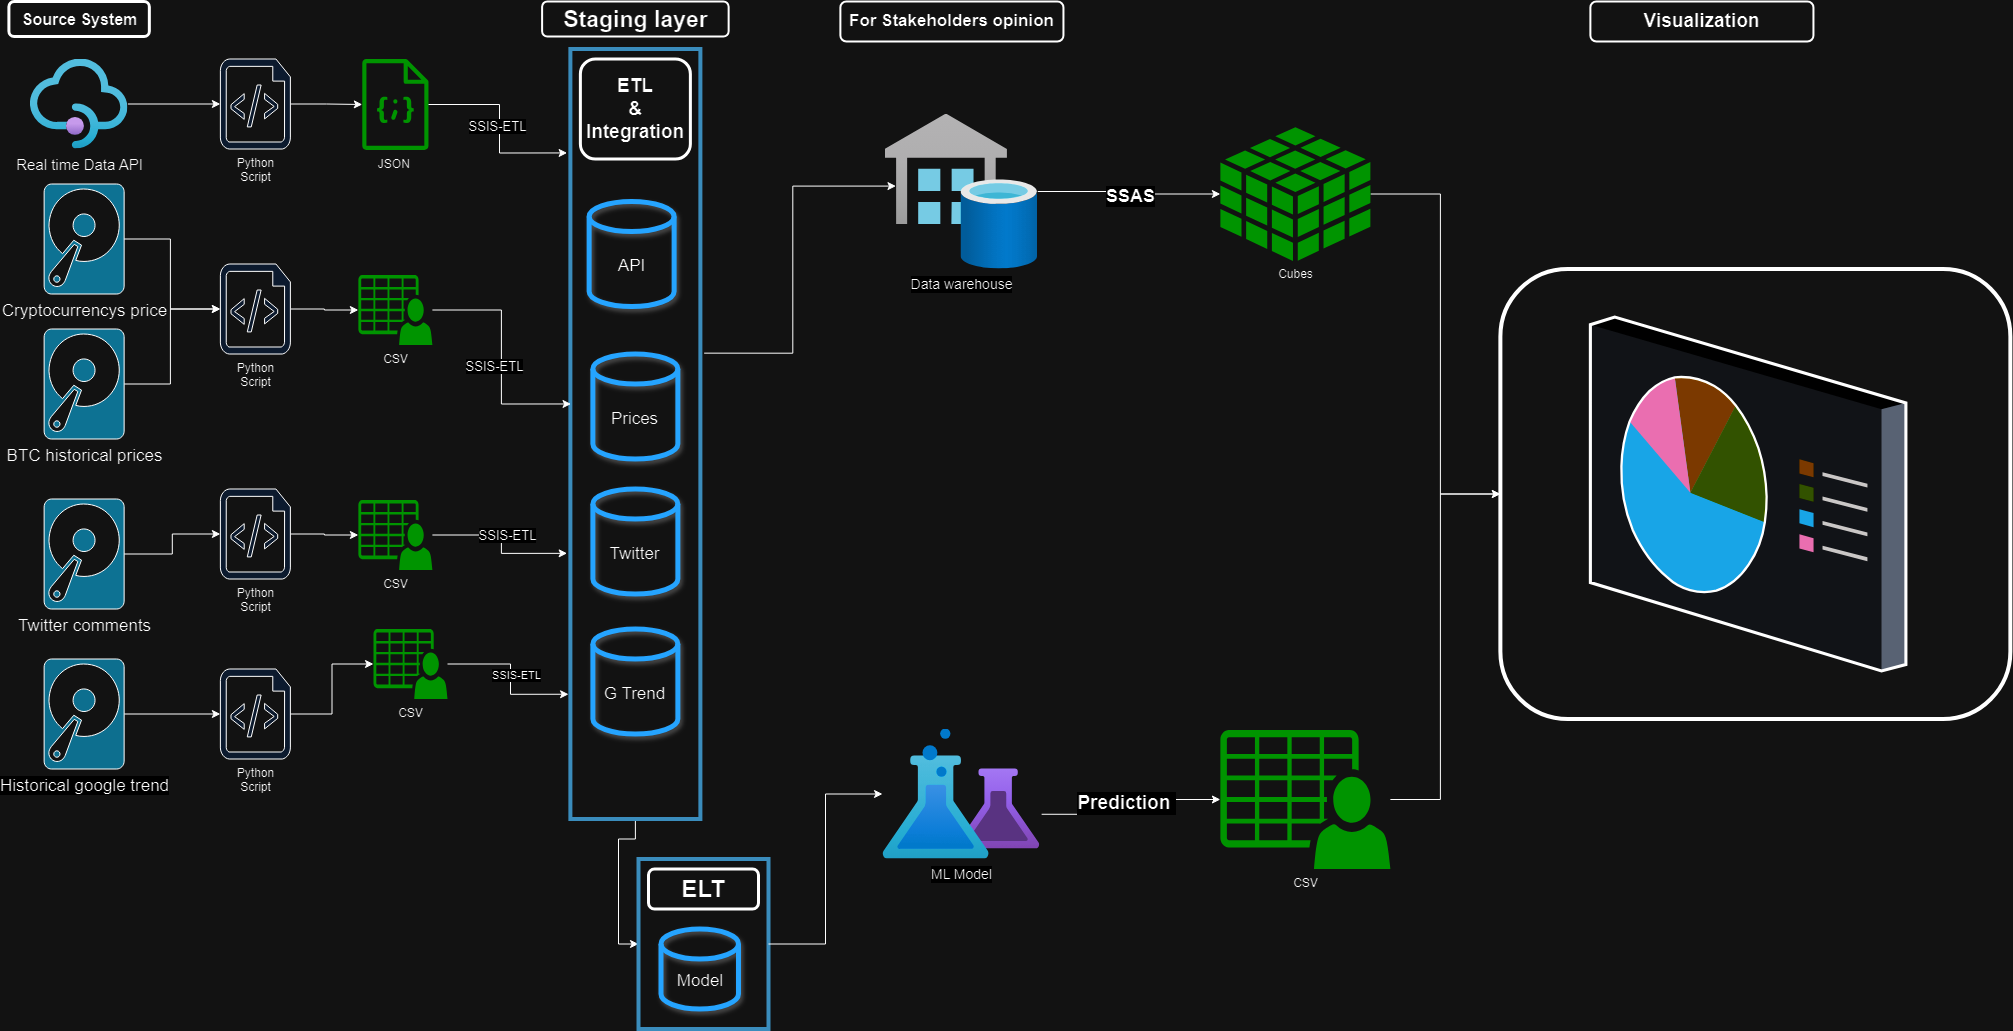 Source System
Staging layer
For Stakeholders opinion
Visualization
Real time Data API
Python
Script
{;}
JSON
SSIS-ETL
ETL
&
Integration
Cryptocurrencys price
BTC historical prices
Python
Script
CSV
SSIS-ETL
Twitter comments
Python
Script
CSV
SSIS-ETL
Historical google trend
Python
Script
CSV
SSIS-ETL
API
Prices
Twitter
G Trend
ELT
Model
Data warehouse
SSAS
Cubes
ML Model
Prediction
CSV